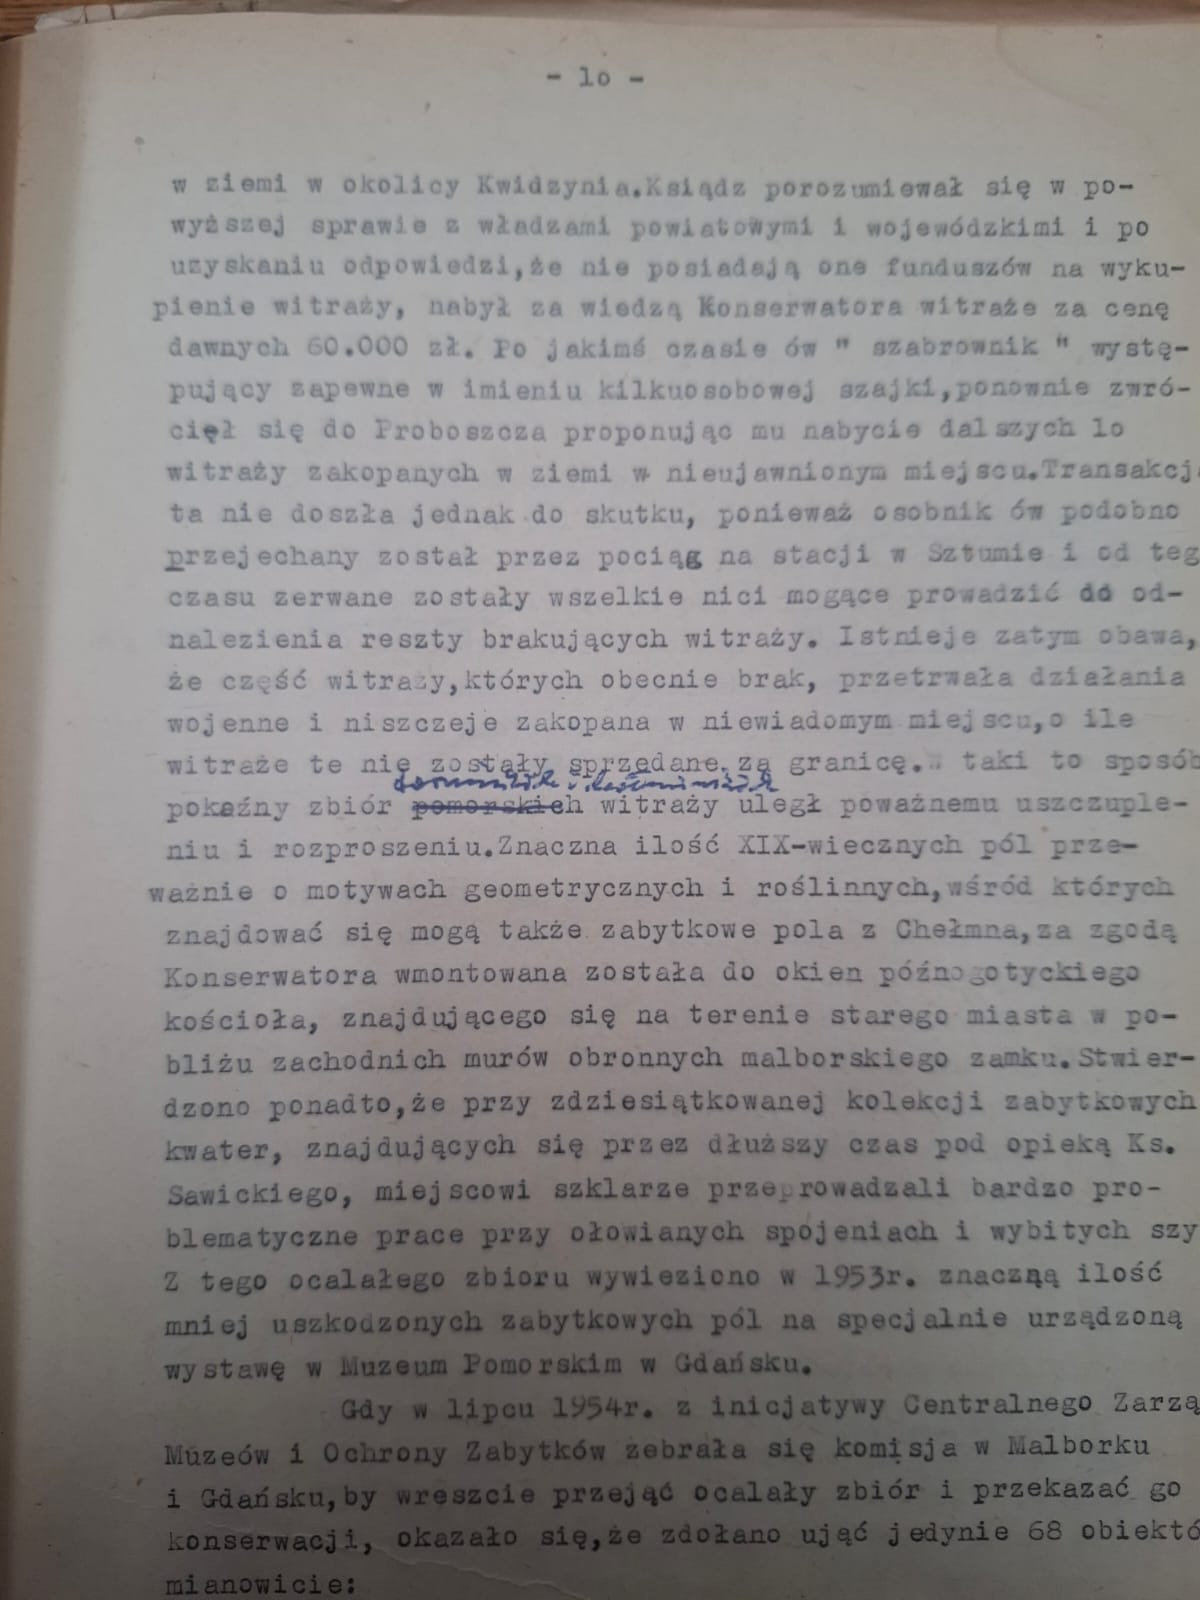 - lo -
w ziemi w okolicy Kwidzynia.Ksiądz porozumiewał się w po-
wyższej sprawie z władzami powiatowymi i wojewódzkimi i po
uzyskaniu odpowiedzi,że nie posiadają one funduszów na wyku-
pienie witraży, nabył za wiedzą Konserwatora witraże za cenę
dawnych 60.000 zł. Po jakimś czasie ów " szabrownik " wystę-
pujący zapewne w imieniu kilkuosobowej szajki,ponownie zwró-
cięł się do Proboszcza proponując mu nabycie dalszych lo
witraży zakopanych w ziemi w nieujawnionym miejscu.Transakcj
ta nie doszła jednak do skutku, ponieważ osobnik ów podobno
przejechany został przez pociąg na stacji w Sztumie i od teg
czasu zerwane zostały wszelkie nici mogące prowadzić do od-
nalezienia reszty brakujących witraży. Istnieje zatym obawa,
że część witraży,których obecnie brak, przetrwała działania
wojenne i niszczeje zakopana w niewiadomym miejscu,o ile
witraże te nie zostały sprzedane za granicę.W taki to sposób
pokaźny zbiór pomorskich witraży uległ poważnemu uszczuple-
niu i rozproszeniu.Znaczna ilość XIX-wiecznych pól prze-
ważnie o motywach geometrycznych i roślinnych,wśród których
znajdować się mogą także zabytkowe pola z Chełmna,za zgodą
Konserwatora wmontowana została do okien późnogotyckiego
kościoła, znajdującego się na terenie starego miasta w po-
bliżu zachodnich murów obronnych malborskiego zamku.Stwier-
dzono ponadto,że przy zdziesiątkowanej kolekcji zabytkowych
kwater, znajdujących się przez dłuższy czas pod opieką Ks.
Sawickiego, miejscowi szklarze przeprowadzali bardzo pro-
blematyczne prace przy ołowianych spojeniach i wybitych szy
Z tego ocalałego zbioru wywieziono w 1953r. znaczną ilość
mniej uszkodzonych zabytkowych pól na specjalnie urządzoną
wystawę w Muzeum Pomorskim w Gdańsku.
Gdy w lipcu 1954r. z inicjatywy Centralnego Zarzą
Muzeów i Ochrony Zabytków zebrała się komisja w Malborku
i Gdańsku,by wreszcie przejąć ocalały zbiór i przekazać go
konserwacji, okazało się,że zdołano ująć jedynie 68 obiektó
mianowicie: